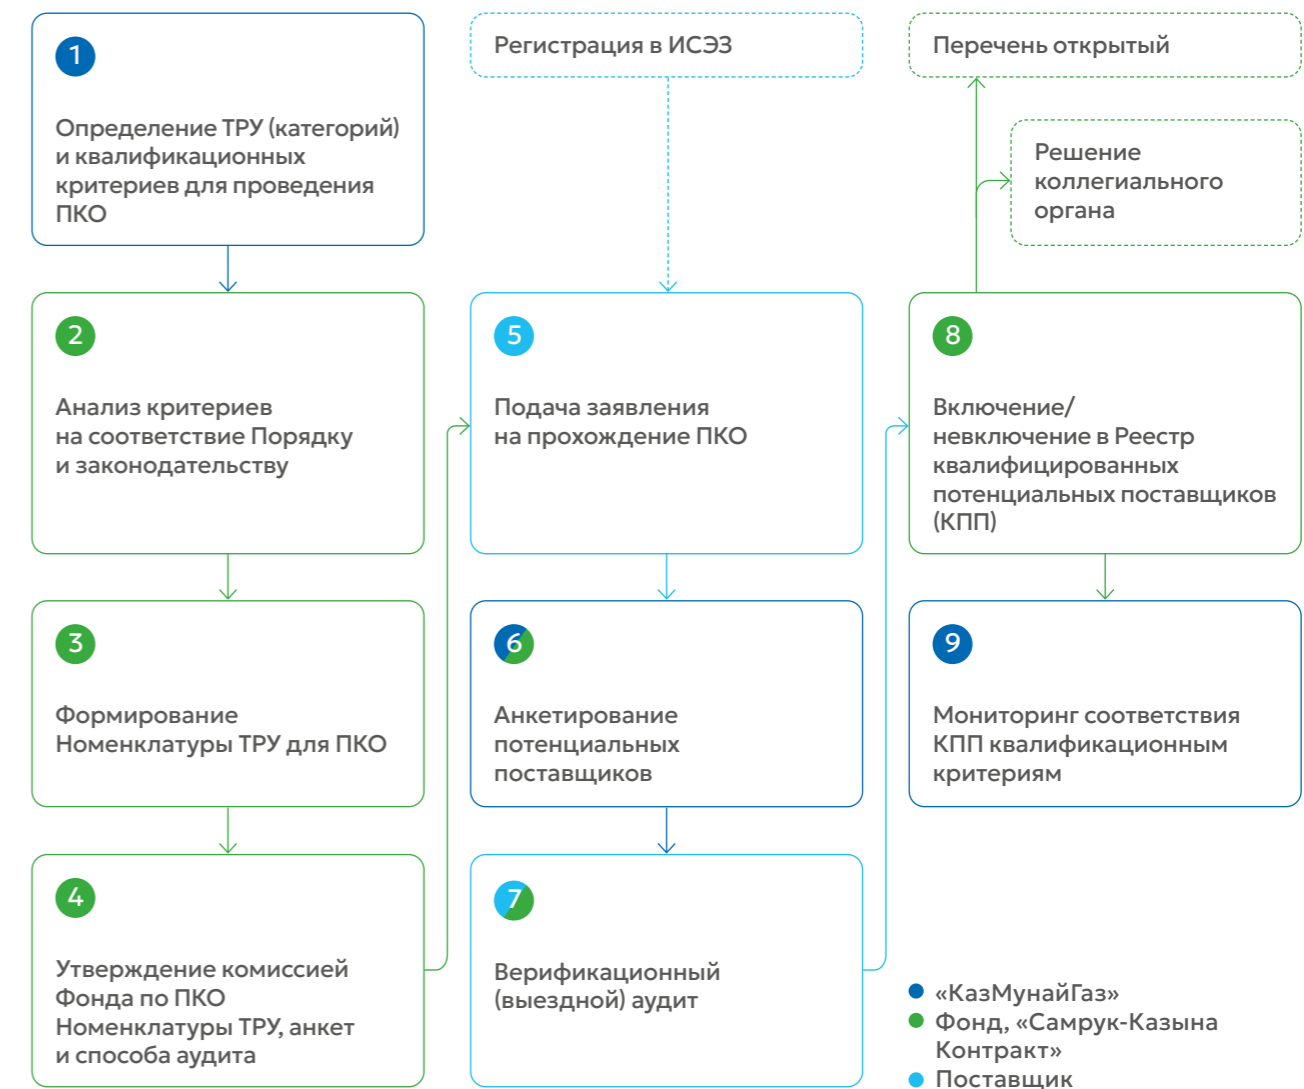 1
Определение ТРУ (категорий)
и квалификационных
критериев для проведения
ПКО
2
Анализ критериев
на соответствие Порядку
и законодательству
3
Формирование
Номенклатуры ТРУ для ПКО
4
Утверждение комиссией
Фонда по ПКО
Номенклатуры ТРУ, анкет
и способа аудита
Регистрация в ИСЭЗ
5
Подача заявления
на прохождение ПКО
6
Анкетирование
потенциальных
поставщиков
7
Верификационный
(выездной) аудит
Перечень открытый
Решение
коллегиального
органа
8
Включение/
невключение в Реестр
квалифицированных
потенциальных поставщиков
(КПП)
9
Мониторинг соответствия
КПП квалификационным
критериям
«КазМунайГаз»
Фонд, «Самрук-Казына
Контракт»
Поставщик